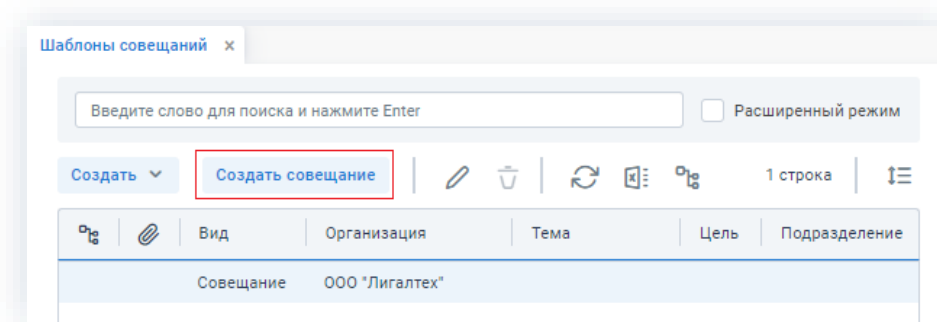 Шаблоны совещаний x
Введите слово для поиска и нажмите Enter Расширенный режим
Создать Создать совещание 1 строка
Вид Организация Тема Цель Подразделение
Совещание ООО "Лигалтех"